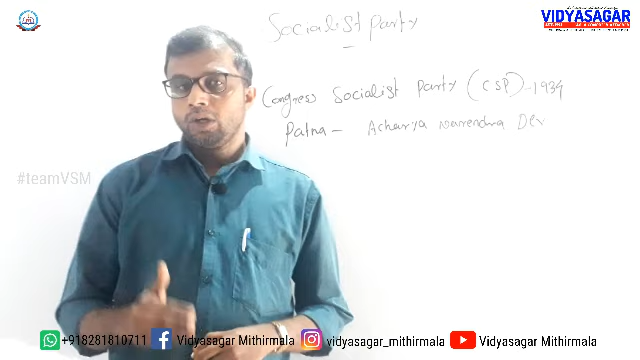 Socialist party
VIDYASAGAR
Congress Socialist Party (CSP) - 1934
Patna - Acharya Narendra Dev
#teamVSM
+918281810711 Vidyasagar Mithirmala vidyasagar_mithirmala Vidyasagar Mithirmala